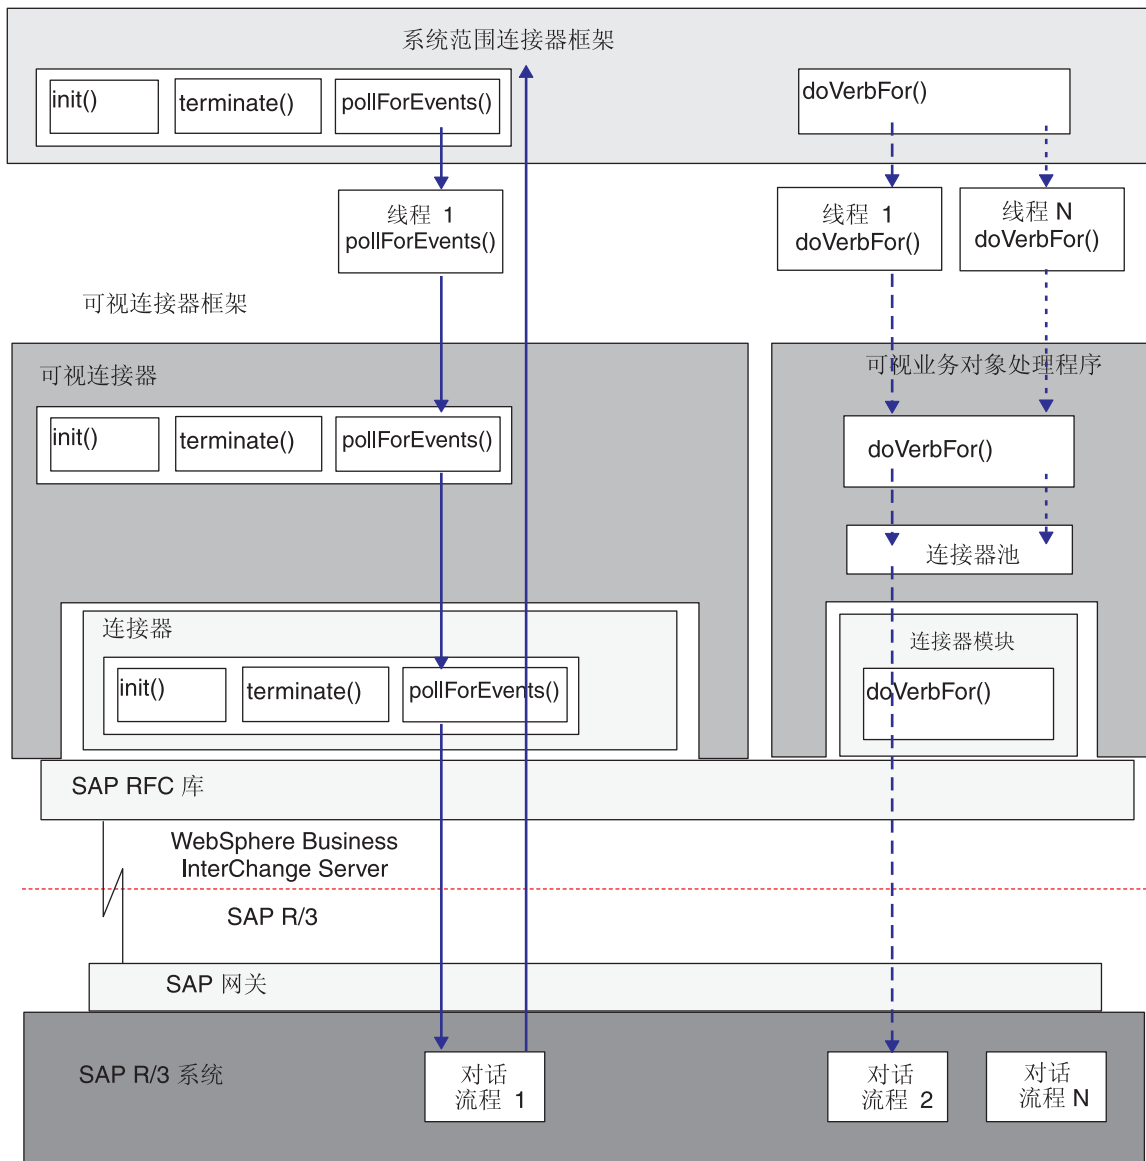 系统范围连接器框架
init()
terminate()
pollForEvents()
doVerbFor()
线程 1
pollForEvents()
线程 1
doVerbFor()
线程 N
doVerbFor()
可视连接器框架
可视连接器
可视业务对象处理程序
init()
terminate()
pollForEvents()
doVerbFor()
连接器池
连接器
连接器模块
init()
terminate()
pollForEvents()
doVerbFor()
SAP RFC 库
WebSphere Business
InterChange Server
SAP R/3
SAP 网关
SAP R/3 系统
对话
流程 1
对话
流程 2
对话
流程 N